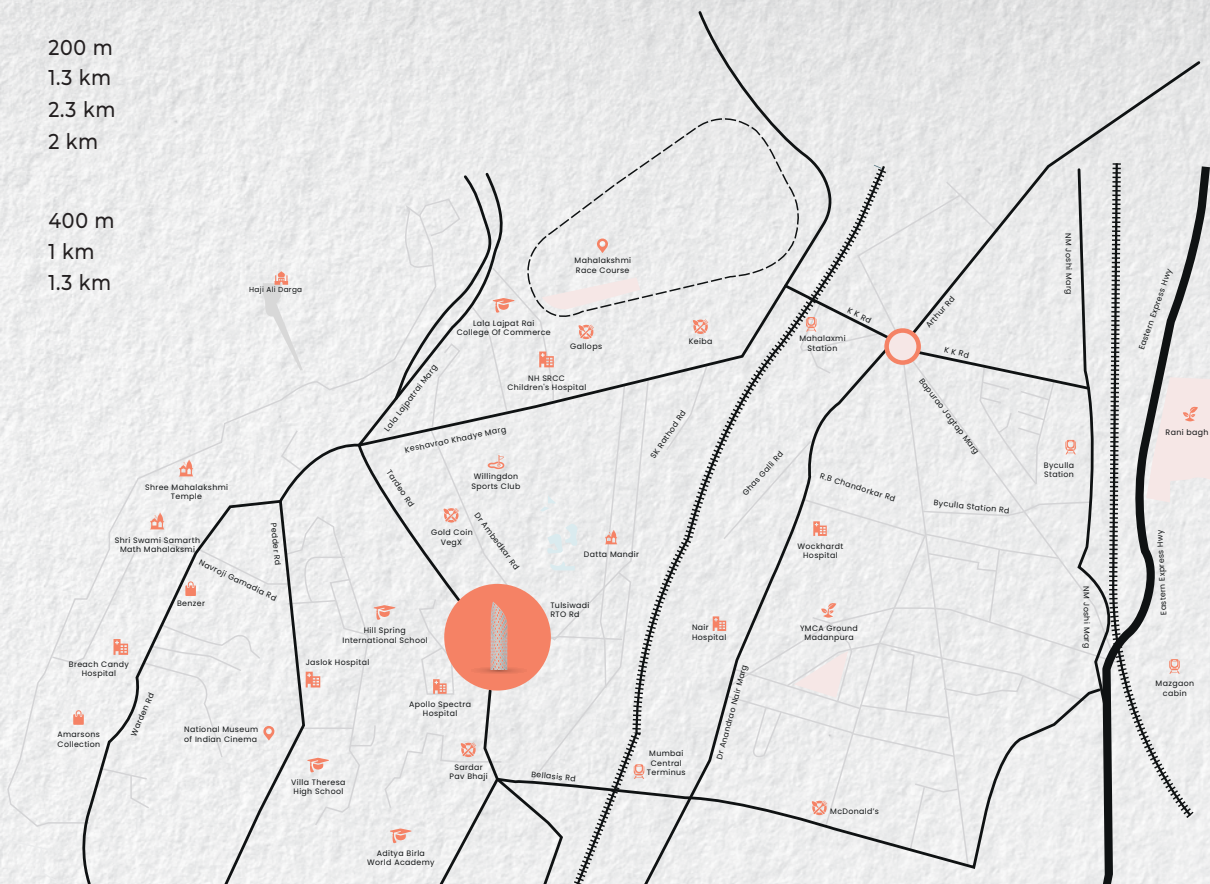 200 m
1.3 km
2.3 km
2 km
400 m
1 km
1.3 km
Mahalakshmi
Race Course
Haji Ali Darga
Lala Lajpat Rai
College Of Commerce
Gallops
Keiba
NH SRCC
Children's Hospital
Mahalaxmi
Station
K K Rd
Arthur Rd
K K Rd
NM Joshi Marg
Eastern Express Hwy
Rani bagh
Lala Lajpatrai Marg
Keshavrao Khadye Marg
SK Rathod Rd
Bapurao Jagtap Marg
Byculla
Station
Shree Mahalakshmi
Temple
Tardeo Rd
Willingdon
Sports Club
Ghas Galli Rd
R.B Chandorkar Rd
Byculla Station Rd
Shri Swami Samarth
Math Mahalaksmi
Pedder Rd
Gold Coin
VegX
Dr Ambedkar Rd
Datta Mandir
Wockhardt
Hospital
Eastern Express Hwy
Navroji Gamadia Rd
Benzer
Hill Spring
International School
Tulsiwadi
RTO Rd
Nair
Hospital
YMCA Ground
Madanpura
NM Joshi Marg
Breach Candy
Hospital
Jaslok Hospital
Apollo Spectra
Hospital
Mazgaon
cabin
Warden Rd
Amarsons
Collection
National Museum
of Indian Cinema
Dr Anandrao Nair Marg
Villa Theresa
High School
Sardar
Pav Bhaji
Bellasis Rd
Mumbai
Central
Terminus
McDonald's
Aditya Birla
World Academy